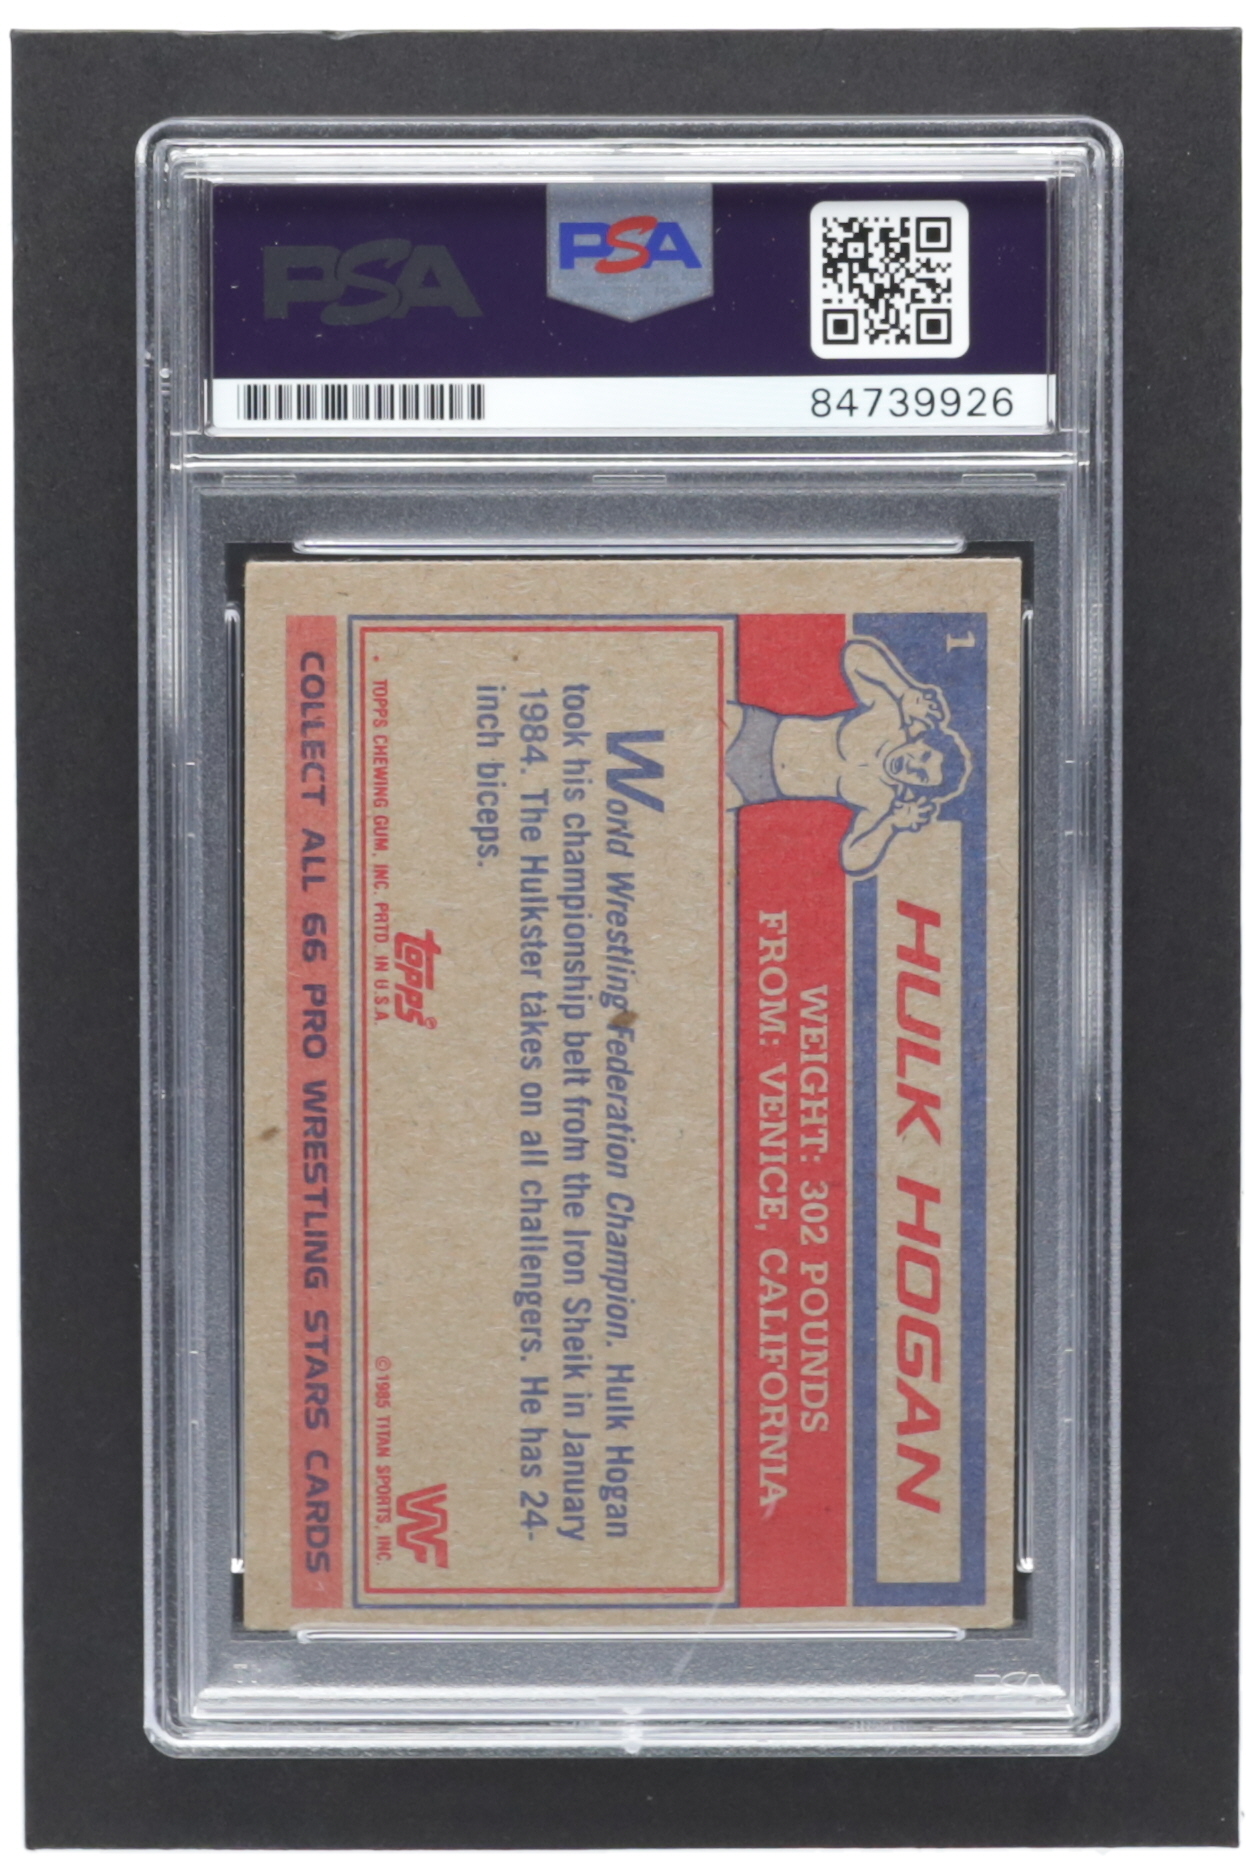 PSA
PSA
84739926
1
HULK HOGAN
WEIGHT: 302 POUNDS
FROM: VENICE, CALIFORNIA
World Wrestling Federation Champion. Hulk Hogan
took his championship belt from the Iron Sheik in January
1984. The Hulkster takes on all challengers. He has 24-
inch biceps.
topps®
WF
TOPPS CHEWING GUM, INC. PRTD. IN U.S.A.
©1985 TITAN SPORTS, INC.
COLLECT ALL 66 PRO WRESTLING STARS CARDS
PSA